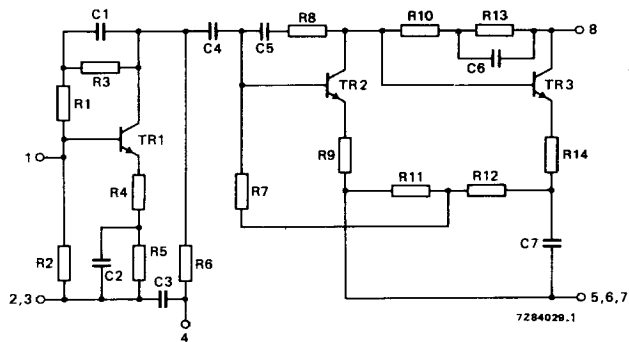 C1
R3
R1
TR1
1
R4
R2
C2
R5
C3
R6
2,3
4
C4
C5
R8
TR2
R9
R7
R10
R13
C6
8
TR3
R14
R11
R12
C7
5,6,7
7Z84029.1